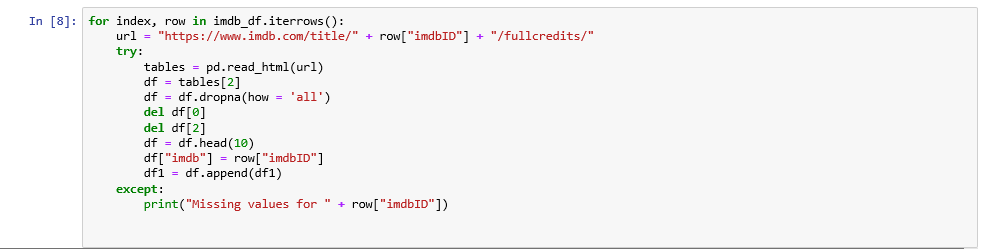 In [8]: for index, row in imdb_df.iterrows():
    url = "https://www.imdb.com/title/" + row["imdbID"] + "/fullcredits/"
    try:
        tables = pd.read_html(url)
        df = tables[2]
        df = df.dropna(how = 'all')
        del df[0]
        del df[2]
        df = df.head(10)
        df["imdb"] = row["imdbID"]
        df1 = df.append(df1)
    except:
        print("Missing values for " + row["imdbID"])